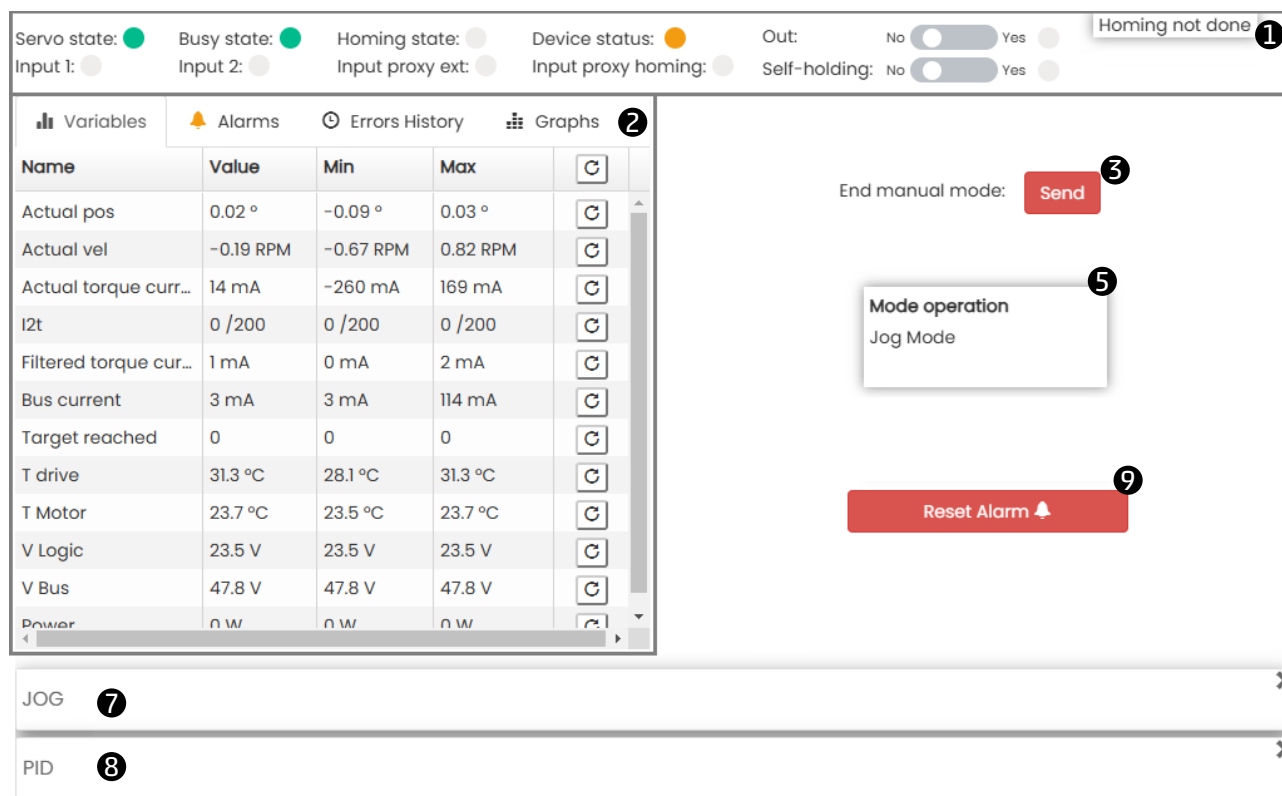 Servo state: Busy state: Homing state: Device status: Out: No Yes Homing not done 1
Input 1: Input 2: Input proxy ext: Input proxy homing: Self-holding: No Yes
Variables Alarms Errors History Graphs 2
Name Value Min Max
Actual pos 0.02 ° -0.09 ° 0.03 °
Actual vel -0.19 RPM -0.67 RPM 0.82 RPM
Actual torque curr... 14 mA -260 mA 169 mA
I2t 0 /200 0 /200 0 /200
Filtered torque cur... 1 mA 0 mA 2 mA
Bus current 3 mA 3 mA 114 mA
Target reached 0 0 0
T drive 31.3 °C 28.1 °C 31.3 °C
T Motor 23.7 °C 23.5 °C 23.7 °C
V Logic 23.5 V 23.5 V 23.5 V
V Bus 47.8 V 47.8 V 47.8 V
Power 0 W 0 W 0 W
End manual mode: Send 3
5
Mode operation
Jog Mode
9
Reset Alarm
JOG 7
PID 8